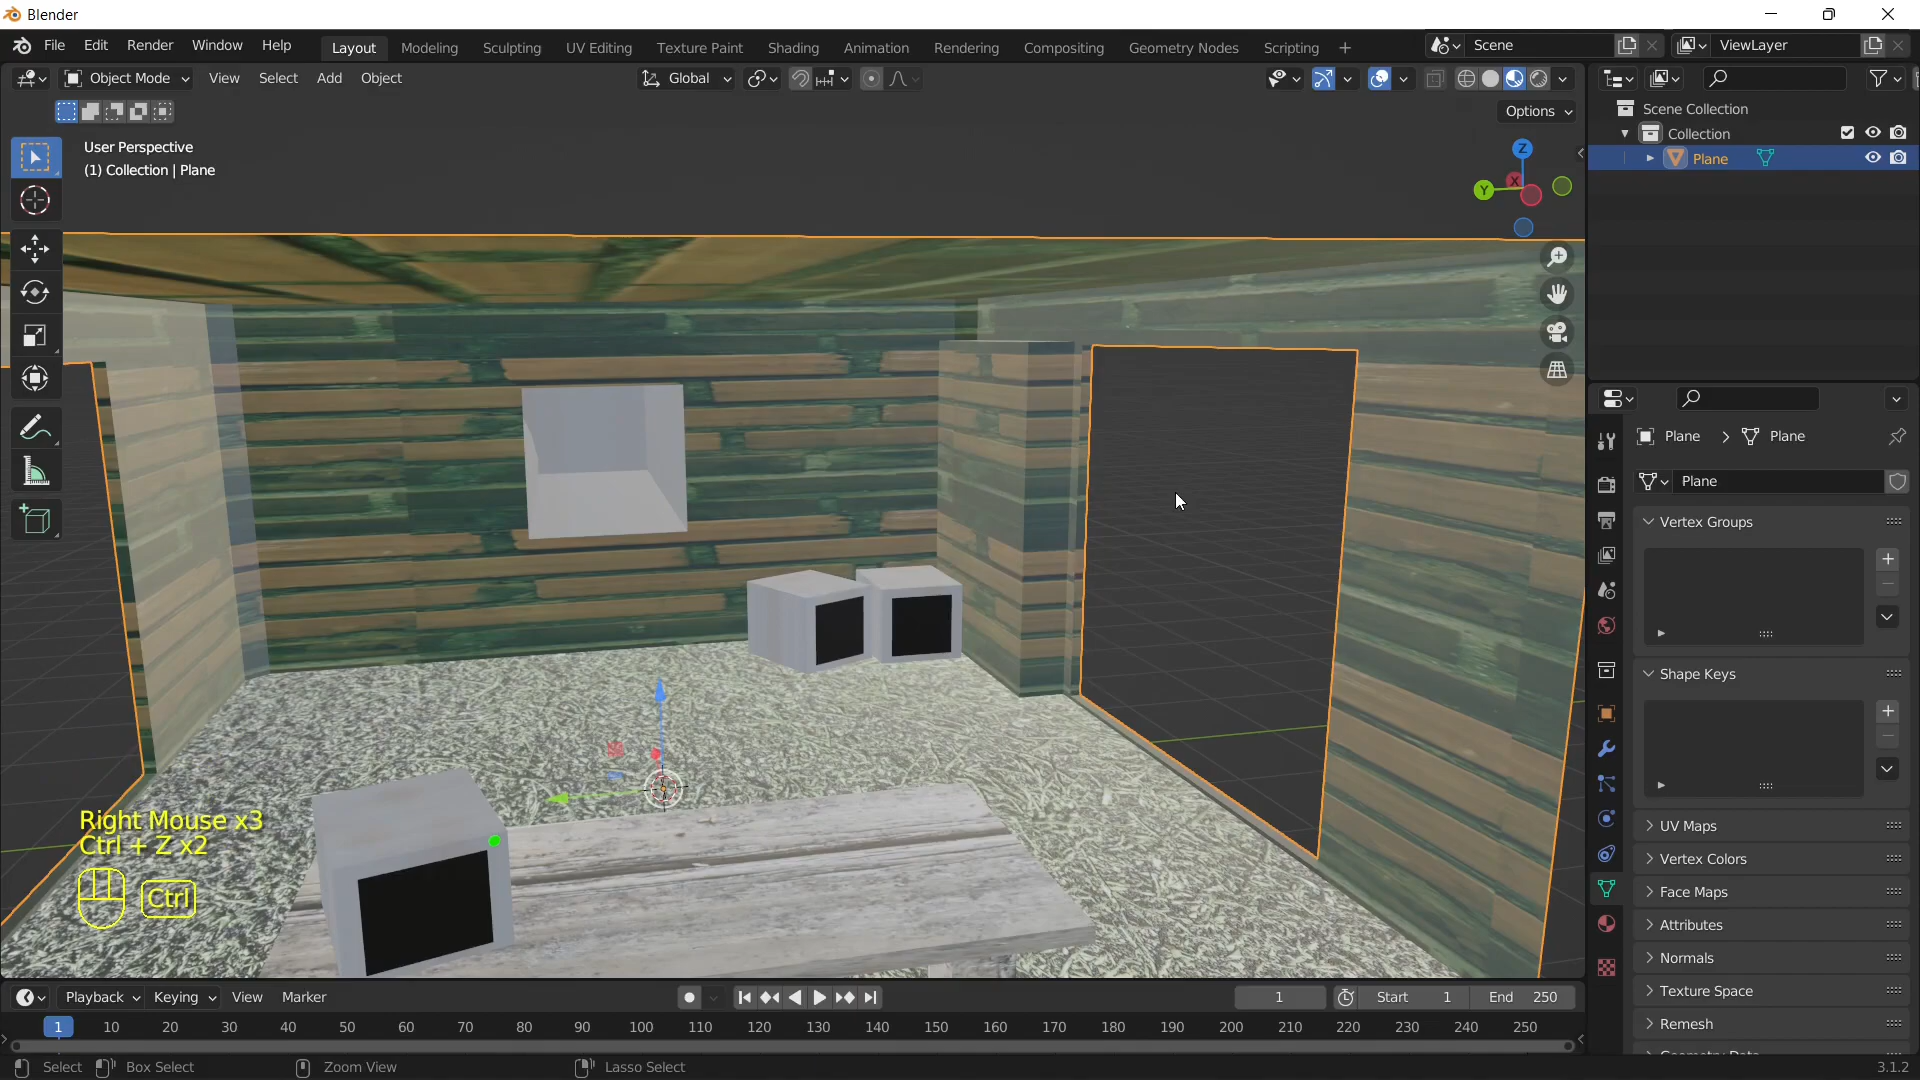 Blender
File Edit Render Window Help Layout Modeling Sculpting UV Editing Texture Paint Shading Animation Rendering Compositing Geometry Nodes Scripting + Scene ViewLayer
Object Mode View Select Add Object Global
Options
User Perspective
(1) Collection | Plane
Z
Y
X
Scene Collection
Collection
Plane
Plane > Plane
Plane
Vertex Groups
Shape Keys
UV Maps
Vertex Colors
Face Maps
Attributes
Normals
Texture Space
Remesh
Right Mouse x3
Ctrl + Z x2
Ctrl
Playback Keying View Marker 1 Start 1 End 250
1 10 20 30 40 50 60 70 80 90 100 110 120 130 140 150 160 170 180 190 200 210 220 230 240 250
Select Box Select Zoom View Lasso Select 3.1.2